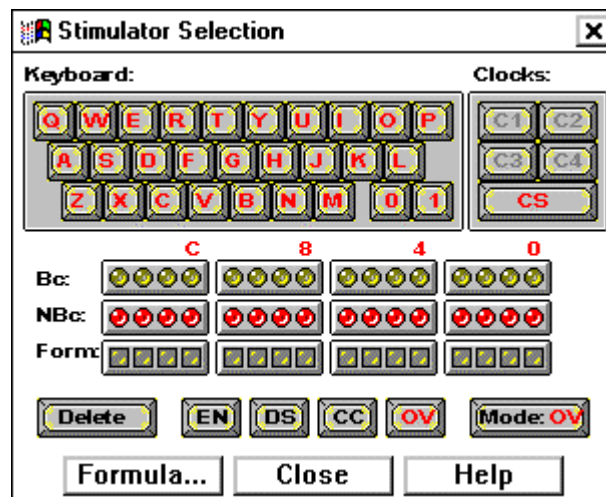 Stimulator Selection
Keyboard: Clocks:
Q W E R T Y U I O P C1 C2
A S D F G H J K L C3 C4
Z X C V B N M 0 1 CS
C 8 4 0
Bc:
NBc:
Form:
Delete EN DS CC OV Mode: OV
Formula... Close Help